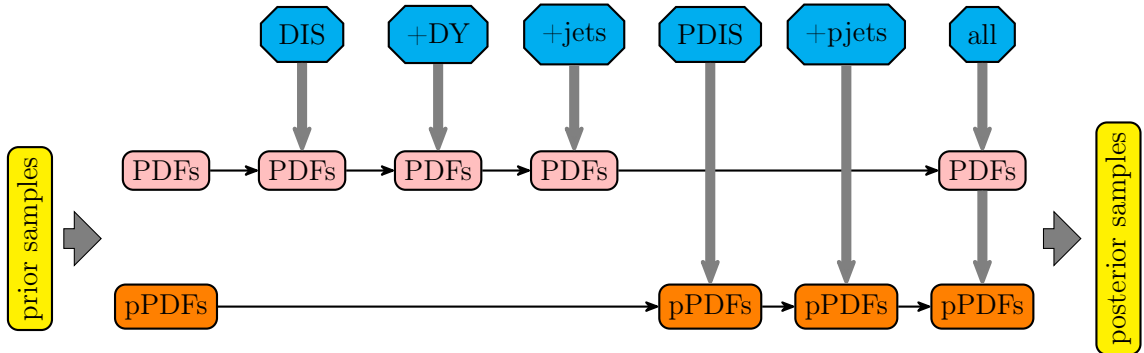 DIS
+DY
+jets
PDIS
+pjets
all
prior samples
PDFs
PDFs
PDFs
PDFs
PDFs
posterior samples
pPDFs
pPDFs
pPDFs
pPDFs